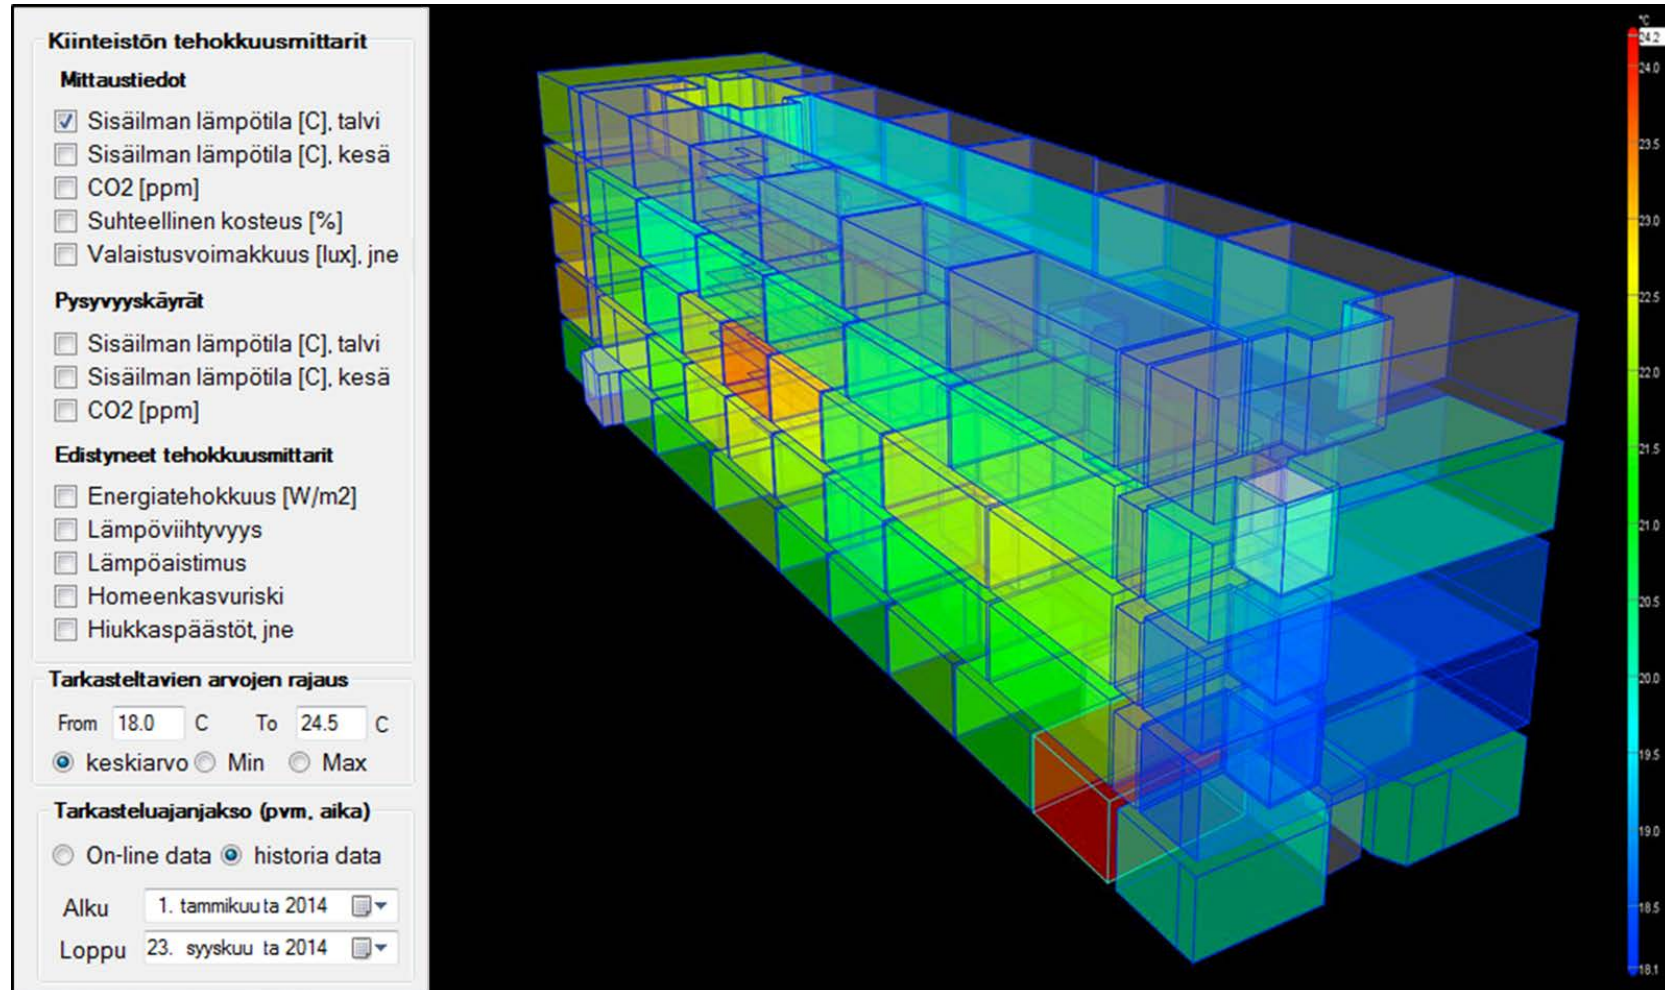 Kiinteistön tehokkuusmittarit
Mittaustiedot
Sisäilman lämpötila [C], talvi
Sisäilman lämpötila [C], kesä
CO2 [ppm]
Suhteellinen kosteus [%]
Valaistusvoimakkuus [lux], jne
Pysyvyyskäyrät
Sisäilman lämpötila [C], talvi
Sisäilman lämpötila [C], kesä
CO2 [ppm]
Edistyneet tehokkuusmittarit
Energiatehokkuus [W/m2]
Lämpöviihtyvyys
Lämpöaistimus
Homeenkasvuriski
Hiukkaspäästöt, jne
Tarkasteltavien arvojen rajaus
From 18.0 C To 24.5 C
keskiarvo Min Max
Tarkasteluajanjakso (pvm, aika)
On-line data historia data
Alku 1. tammikuuta 2014
Loppu 23. syyskuu ta 2014
°C
24.2
24.0
23.5
23.0
22.5
22.0
21.5
21.0
20.5
20.0
19.5
19.0
18.5
18.1